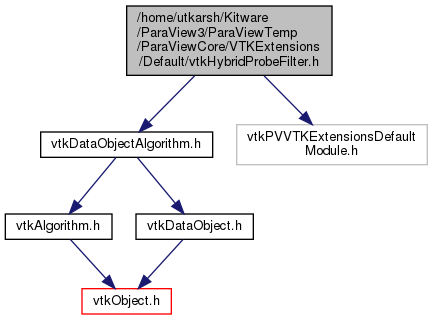 /home/utkarsh/Kitware
/ParaView3/ParaViewTemp
/ParaViewCore/VTKExtensions
/Default/vtkHybridProbeFilter.h
vtkDataObjectAlgorithm.h
vtkPVVTKExtensionsDefault
Module.h
vtkAlgorithm.h
vtkDataObject.h
vtkObject.h